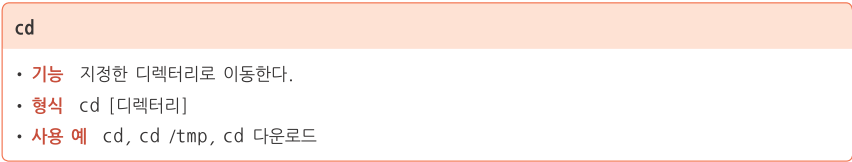 cd
• 기능 지정한 디렉터리로 이동한다.
• 형식 cd [디렉터리]
• 사용 예 cd, cd /tmp, cd 다운로드